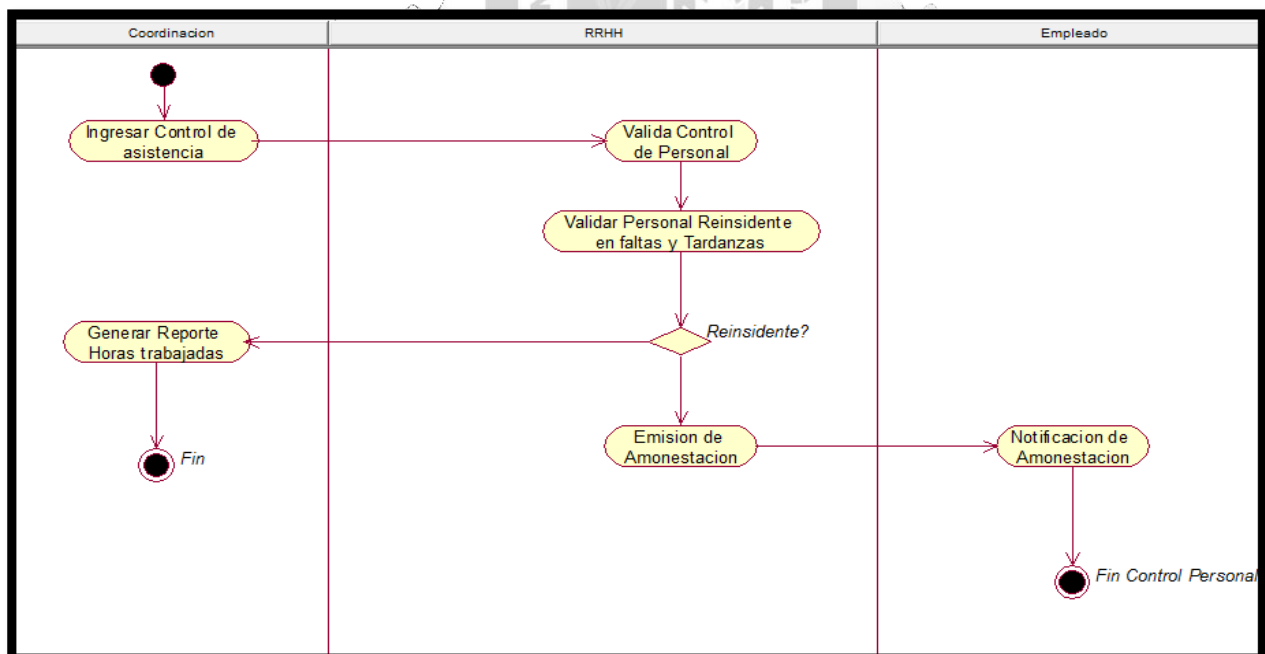 Coordinacion
RRHH
Empleado
Ingresar Control de
asistencia
Valida Control
de Personal
Validar Personal Reinsidente
en faltas y Tardanzas
Generar Reporte
Horas trabajadas
Reinsidente?
Emision de
Amonestacion
Notificacion de
Amonestacion
Fin
Fin Control Personal